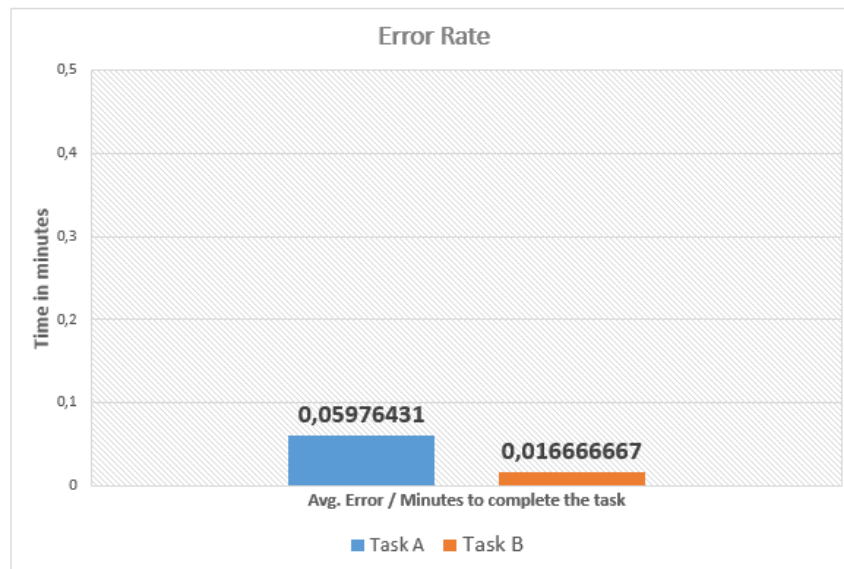 Error Rate
0,5
0,4
0,3
0,2
0,1
0
Time in minutes
0,05976431
0,016666667
Avg. Error / Minutes to complete the task
Task A
Task B